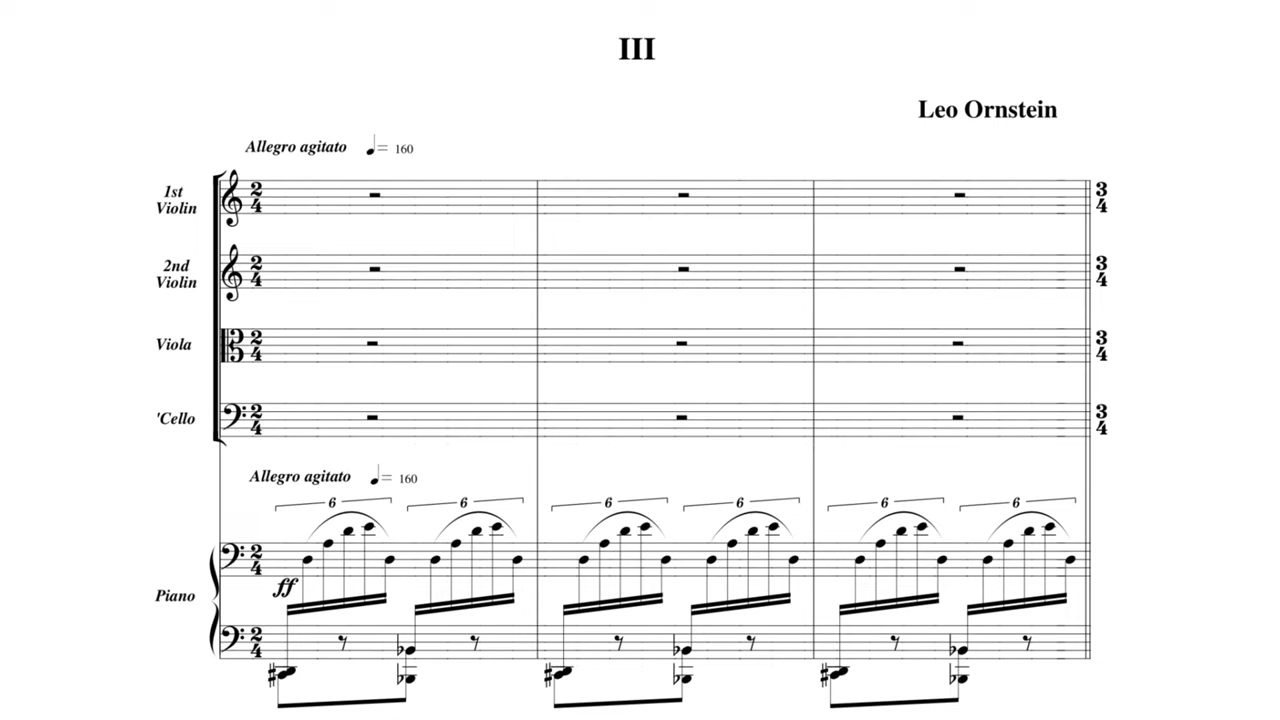 III
Leo Ornstein
Allegro agitato ♩= 160
1st
Violin
2nd
Violin
Viola
'Cello
Allegro agitato ♩= 160
6 6 6 6 6 6
ff
Piano